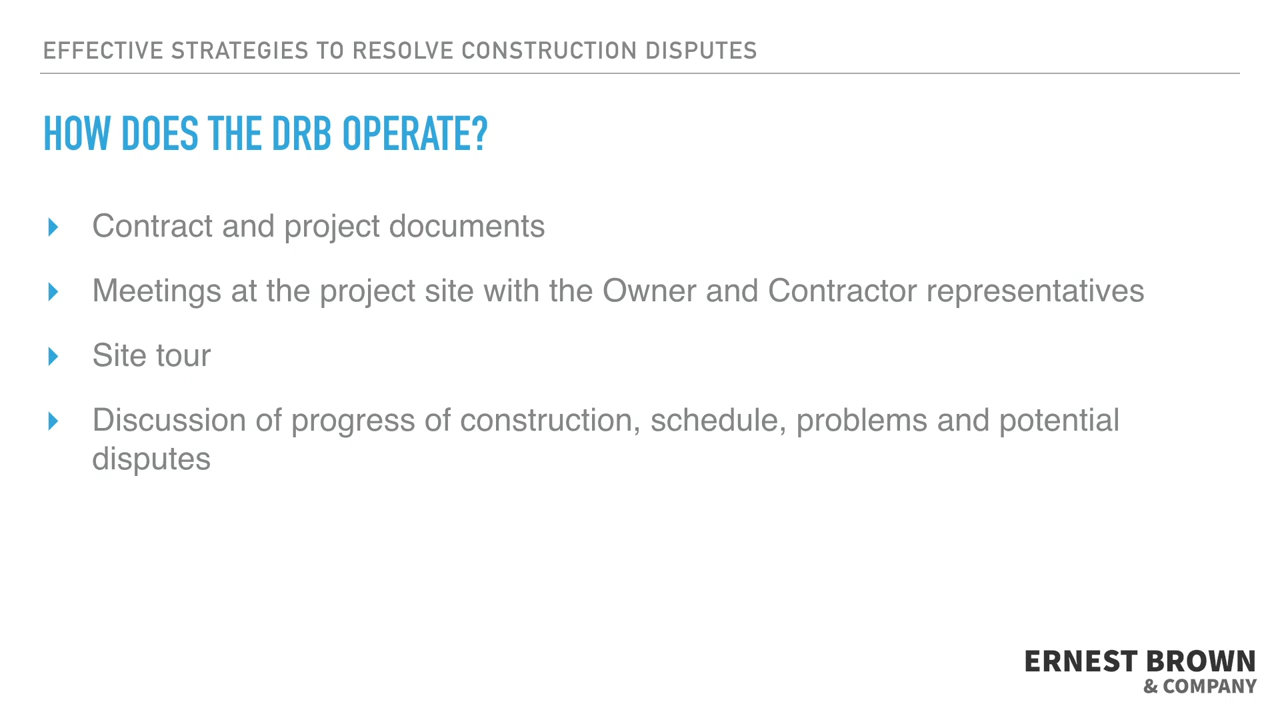 EFFECTIVE STRATEGIES TO RESOLVE CONSTRUCTION DISPUTES
HOW DOES THE DRB OPERATE?
Contract and project documents
Meetings at the project site with the Owner and Contractor representatives
Site tour
Discussion of progress of construction, schedule, problems and potential
disputes
ERNEST BROWN
& COMPANY